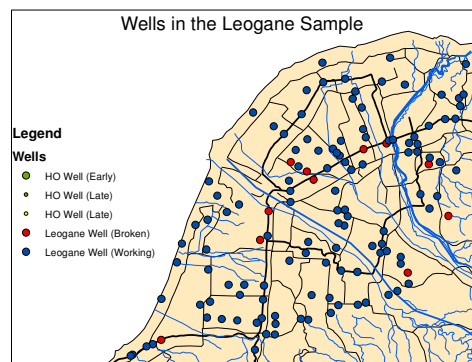 Wells in the Leogane Sample
Legend
Wells
HO Well (Early)
HO Well (Late)
HO Well (Late)
Leogane Well (Broken)
Leogane Well (Working)